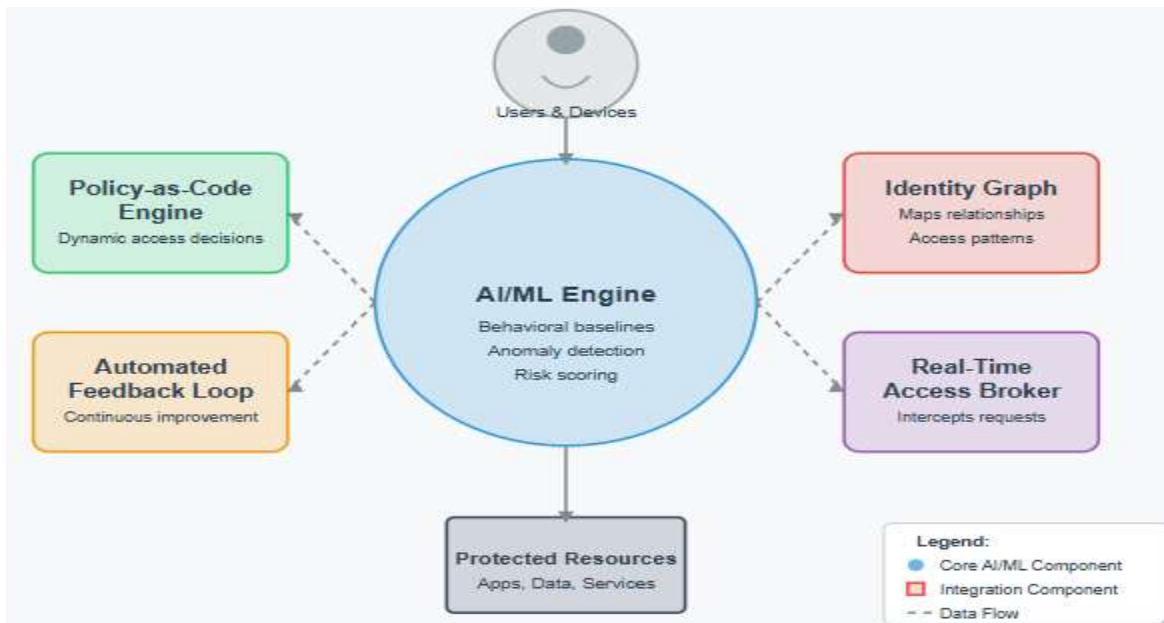 Users & Devices
Policy-as-Code
Engine
Dynamic access decisions
Identity Graph
Maps relationships
Access patterns
AI/ML Engine
Behavioral baselines
Anomaly detection
Risk scoring
Automated
Feedback Loop
Continuous improvement
Real-Time
Access Broker
Intercepts requests
Protected Resources
Apps, Data, Services
Legend:
Core AI/ML Component
Integration Component
Data Flow